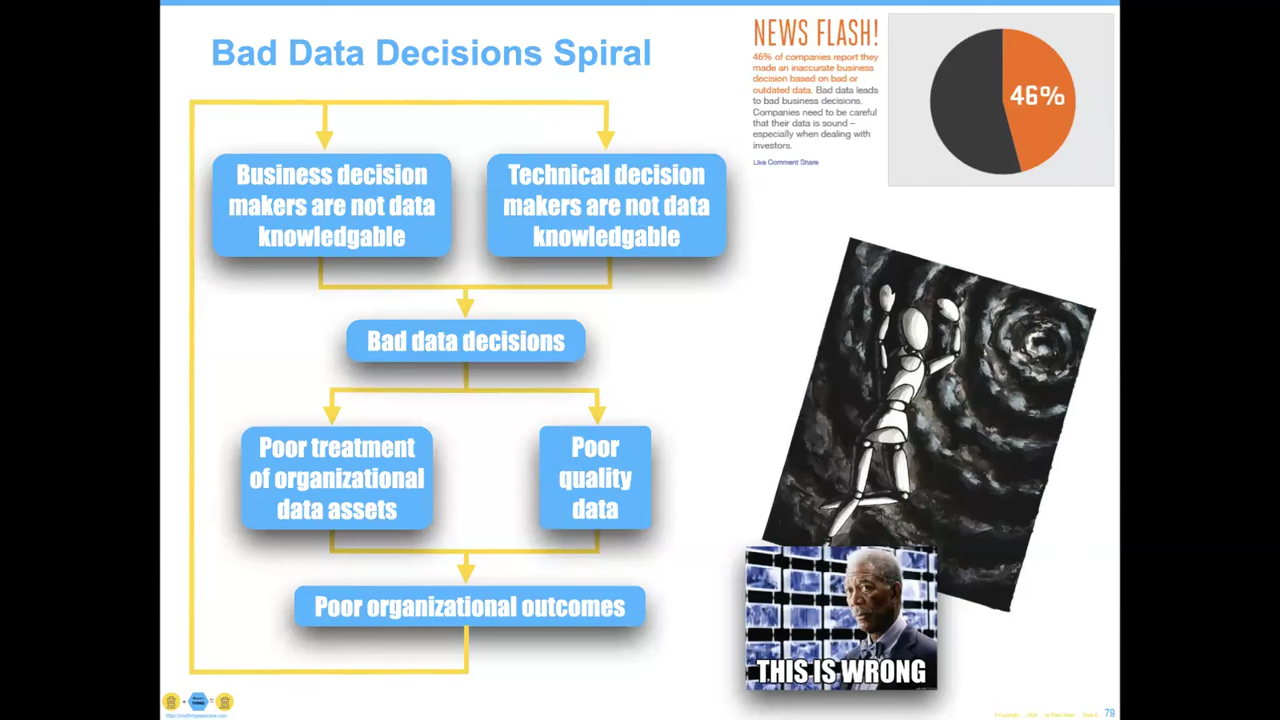 Bad Data Decisions Spiral
NEWS FLASH!
46% of companies report they
made an inaccurate business
decision based on bad or
outdated data. Bad data leads
to bad business decisions.
Companies need to be careful
that their data is sound –
especially when dealing with
investors.
Like Comment Share
46%
Business decision
makers are not data
knowledgable
Technical decision
makers are not data
knowledgable
Bad data decisions
Poor treatment
of organizational
data assets
Poor
quality
data
Poor organizational outcomes
THIS IS WRONG
79